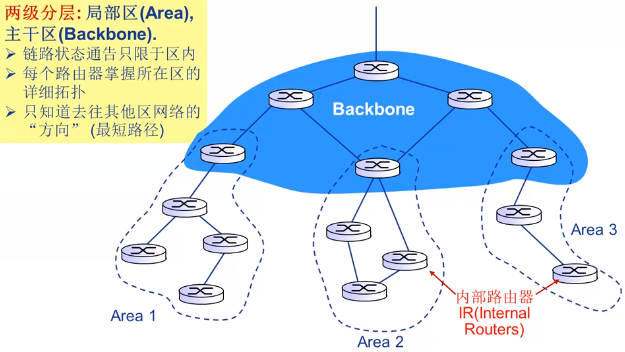 两级分层: 局部区(Area),
主干区(Backbone).
➢ 链路状态通告只限于区内
➢ 每个路由器掌握所在区的
详细拓扑
➢ 只知道去往其他区网络的
“方向” (最短路径)
Backbone
Area 3
内部路由器
IR(Internal
Routers)
Area 1
Area 2